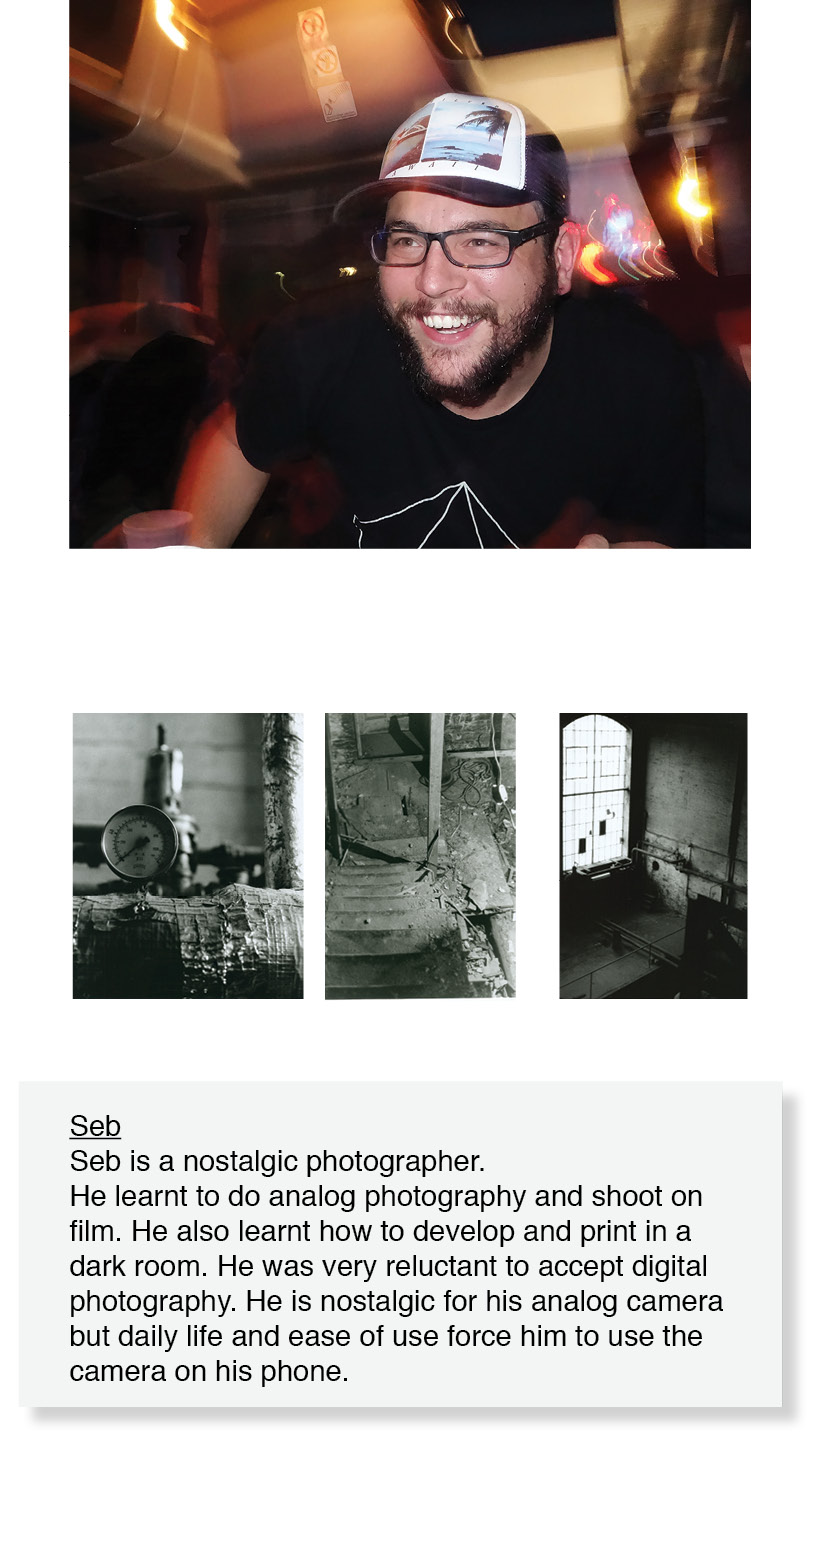 Seb
Seb is a nostalgic photographer.
He learnt to do analog photography and shoot on
film. He also learnt how to develop and print in a
dark room. He was very reluctant to accept digital
photography. He is nostalgic for his analog camera
but daily life and ease of use force him to use the
camera on his phone.